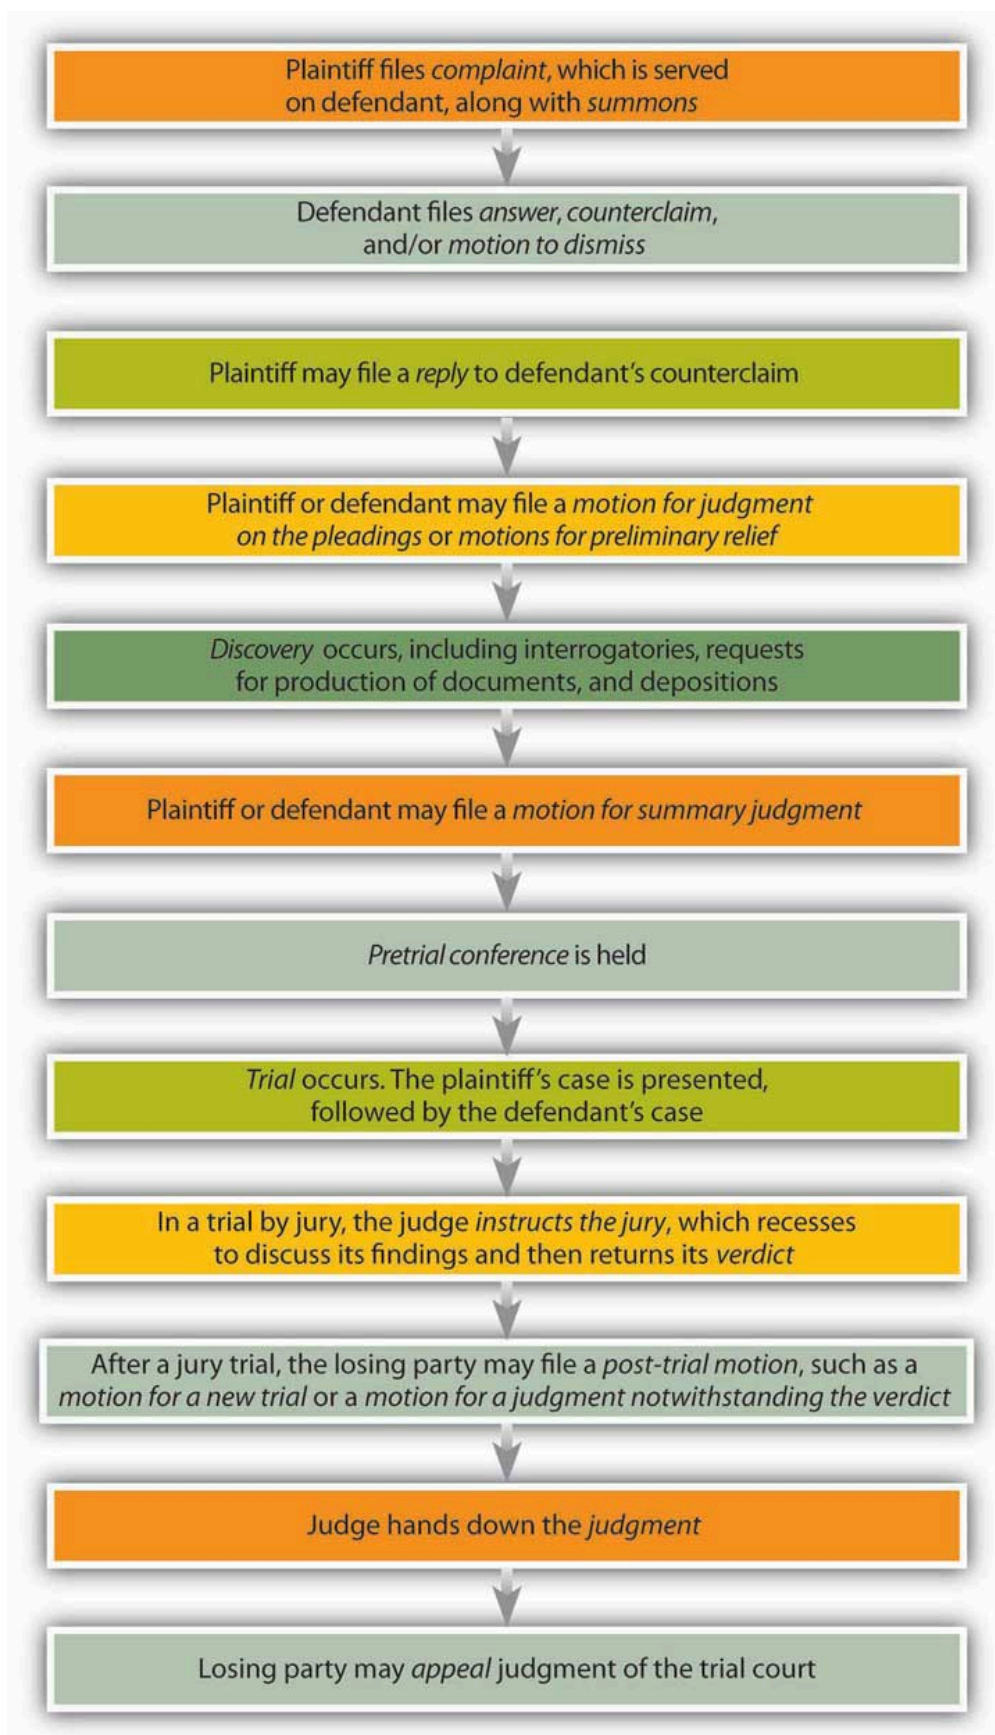 Plaintiff files complaint, which is served
on defendant, along with summons
Defendant files answer, counterclaim,
and/or motion to dismiss
Plaintiff may file a reply to defendant’s counterclaim
Plaintiff or defendant may file a motion for judgment
on the pleadings or motions for preliminary relief
Discovery occurs, including interrogatories, requests
for production of documents, and depositions
Plaintiff or defendant may file a motion for summary judgment
Pretrial conference is held
Trial occurs. The plaintiff’s case is presented,
followed by the defendant’s case
In a trial by jury, the judge instructs the jury, which recesses
to discuss its findings and then returns its verdict
After a jury trial, the losing party may file a post-trial motion, such as a
motion for a new trial or a motion for a judgment notwithstanding the verdict
Judge hands down the judgment
Losing party may appeal judgment of the trial court